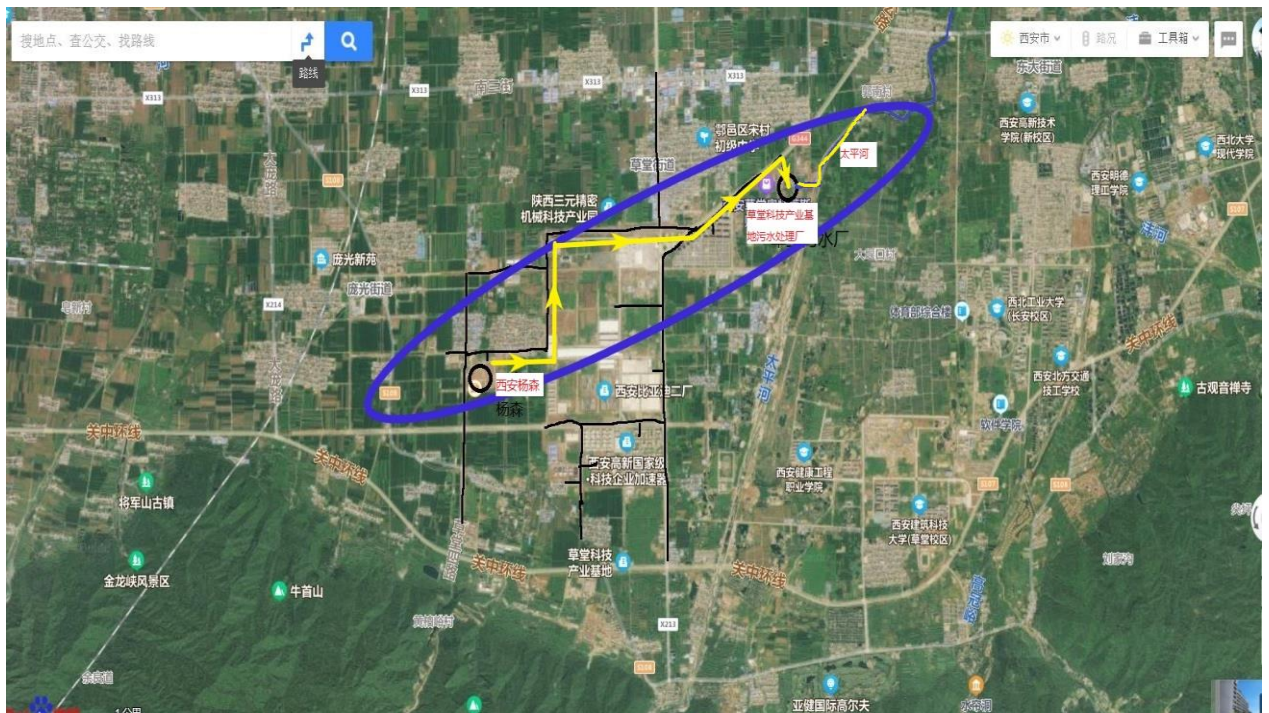 搜地点、查公交、找路线
路线
西安市
路况
工具箱
X313
X313
X313
南三街
东大街道
西安高新技术
学院(新校区)
西北大学
现代学院
鄠邑区宋村
草堂街道
太平河
西安明德
理工学院
S107
陕西三元精密
机械科技产业园
草堂科技产业基
地污水处理厂
水厂
庞光新苑
庞光街道
X214
西北工业大学
(长安校区)
关中环线
西安杨森
杨森
西安比亚迪二厂
太平河
西安北方交通
技工学校
古观音禅寺
软件学院
关中环线
关中环线
西安高新国家级
科技企业加速器
西安健康工程
职业学院
S107
将军山古镇
西安建筑科技
大学(草堂校区)
草堂科技
产业基地
关中环线
关中环线
金龙峡风景区
牛首山
X213
亚健国际高尔夫
1公里